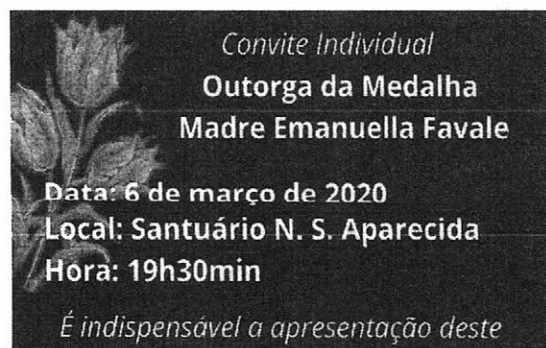 Convite Individual
Outorga da Medalha
Madre Emanuella Favale
Data: 6 de março de 2020
Local: Santuário N. S. Aparecida
Hora: 19h30min
É indispensável a apresentação deste